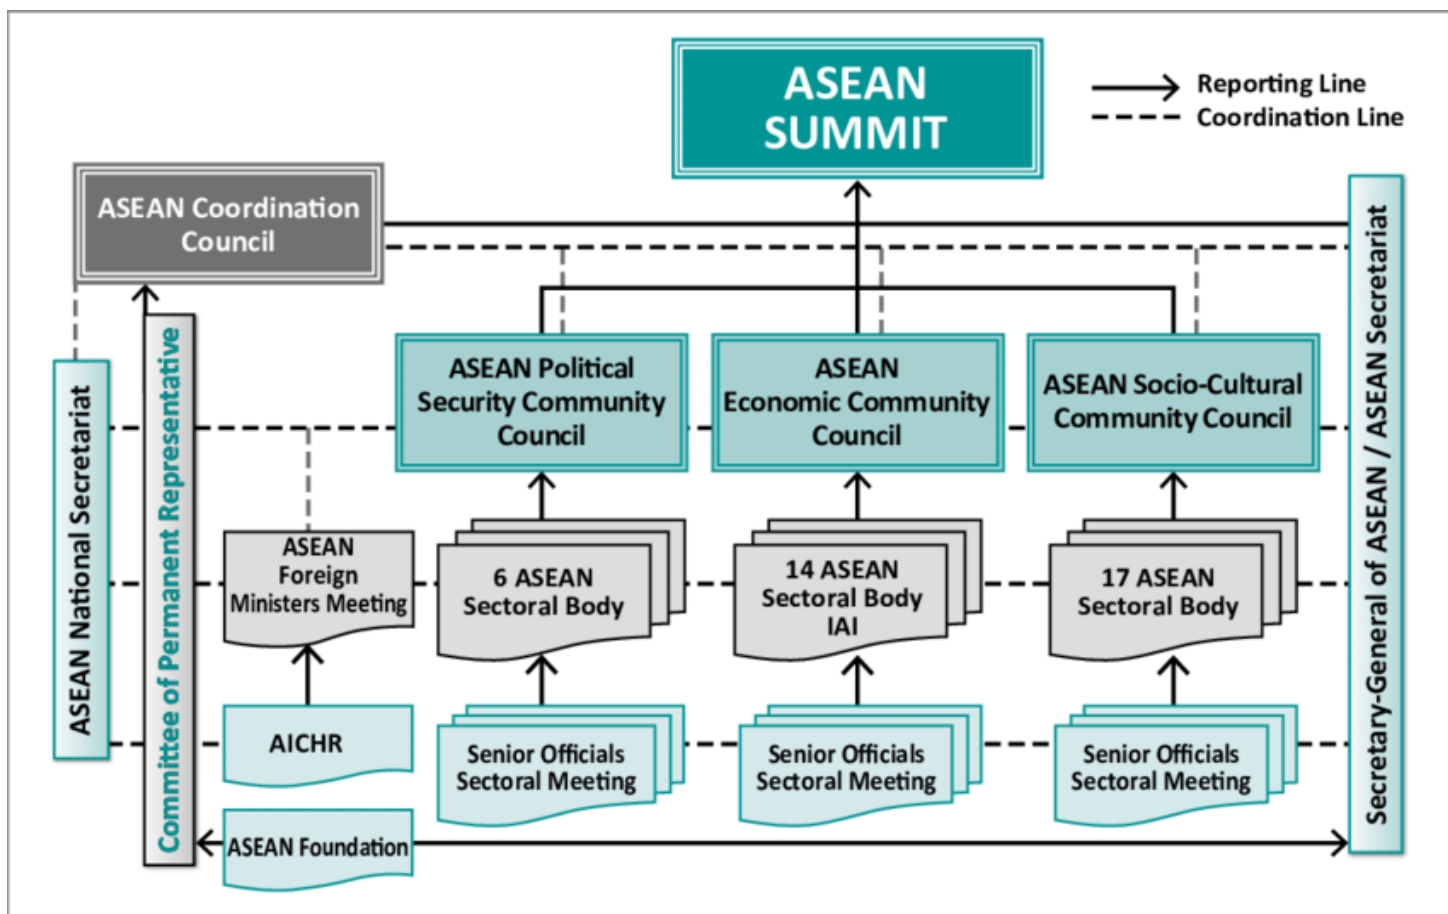 ASEAN
SUMMIT
Reporting Line
Coordination Line
ASEAN Coordination
Council
ASEAN National Secretariat
Committee of Permanent Representative
Secretary-General of ASEAN / ASEAN Secretariat
ASEAN Political
Security Community
Council
ASEAN
Economic Community
Council
ASEAN Socio-Cultural
Community Council
ASEAN
Foreign
Ministers Meeting
6 ASEAN
Sectoral Body
14 ASEAN
Sectoral Body
IAI
17 ASEAN
Sectoral Body
AICHR
Senior Officials
Sectoral Meeting
Senior Officials
Sectoral Meeting
Senior Officials
Sectoral Meeting
ASEAN Foundation